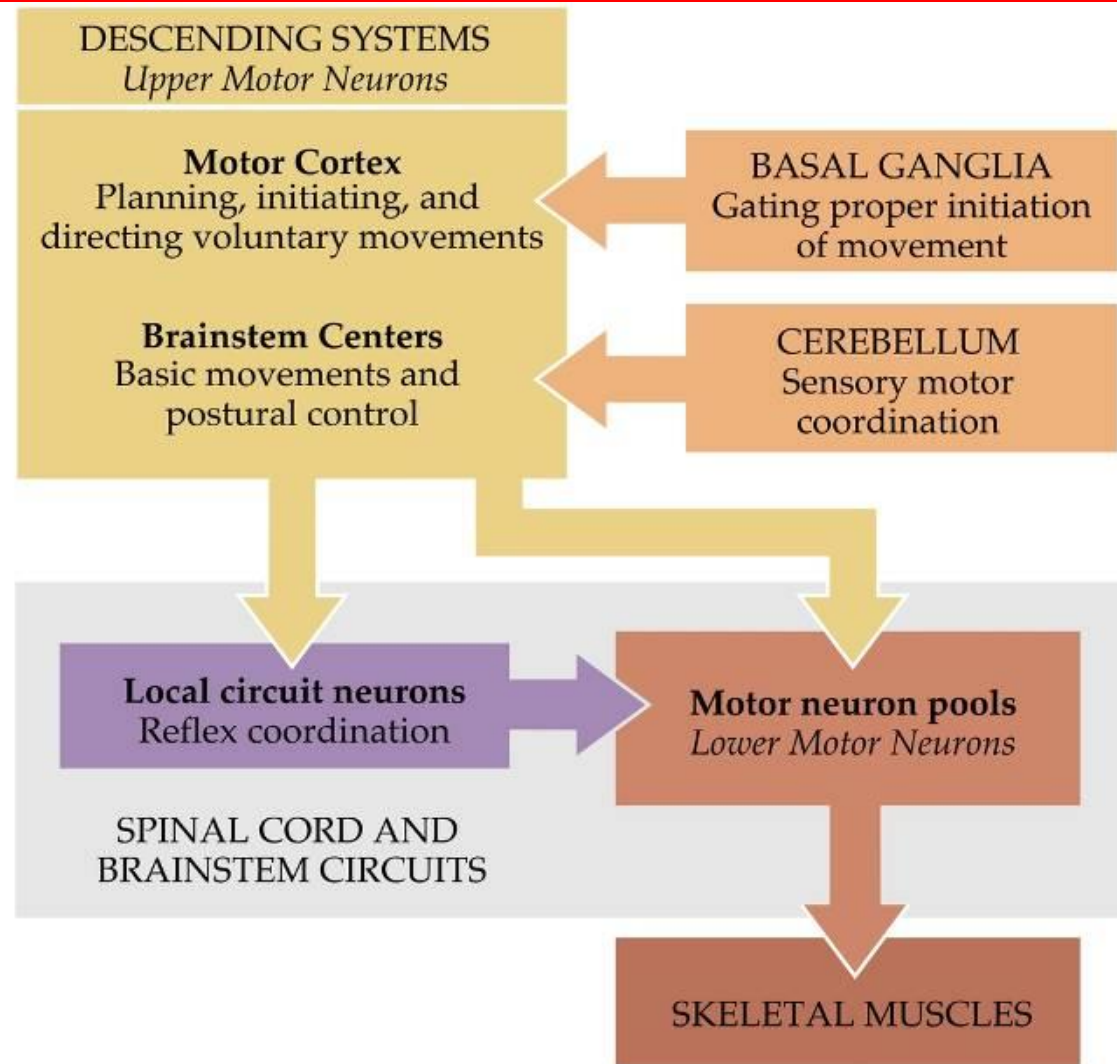 DESCENDING SYSTEMS
Upper Motor Neurons
Motor Cortex
Planning, initiating, and
directing voluntary movements
Brainstem Centers
Basic movements and
postural control
BASAL GANGLIA
Gating proper initiation
of movement
CEREBELLUM
Sensory motor
coordination
Local circuit neurons
Reflex coordination
Motor neuron pools
Lower Motor Neurons
SPINAL CORD AND
BRAINSTEM CIRCUITS
SKELETAL MUSCLES